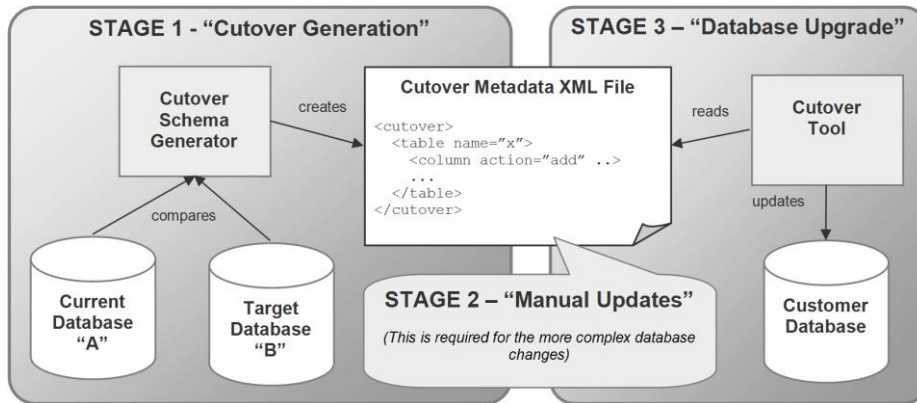 STAGE 1 - “Cutover Generation”
Cutover
Schema
Generator
creates
compares
Current
Database
“A”
Target
Database
“B”
Cutover Metadata XML File
<cutover>
<table name=”x”>
<column action=”add” ..>
...
</table>
</cutover>
STAGE 2 – “Manual Updates”
(This is required for the more complex database
changes)
STAGE 3 – “Database Upgrade”
reads
Cutover
Tool
updates
Customer
Database